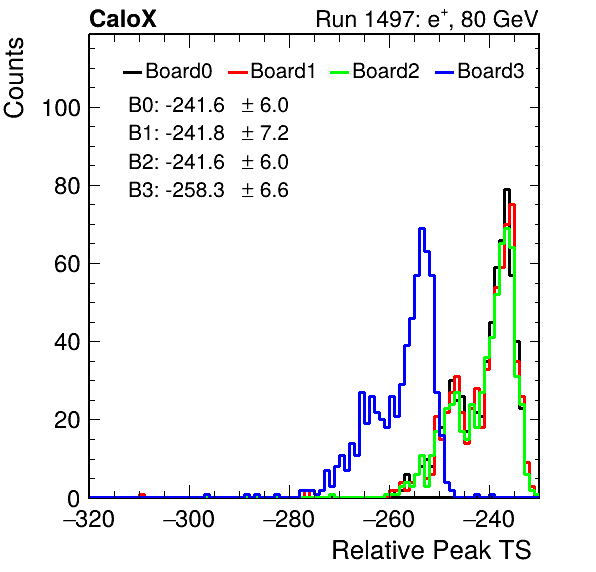 CaloX Run 1497: e⁺, 80 GeV
Counts
Board0 Board1 Board2 Board3
B0: -241.6 ± 6.0
B1: -241.8 ± 7.2
B2: -241.6 ± 6.0
B3: -258.3 ± 6.6
100
80
60
40
20
0
−320 −300 −280 −260 −240
Relative Peak TS